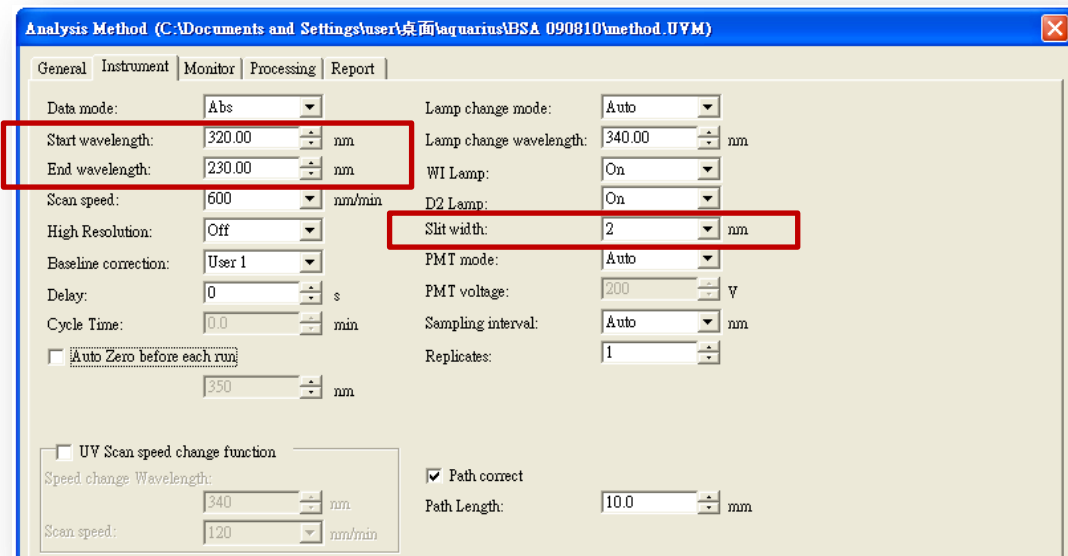 Analysis Method (C:\Documents and Settings\user\桌面\aquarius\BSA 090810\method.UVM)
General Instrument Monitor Processing Report
Data mode: Abs
Start wavelength: 320.00 nm
End wavelength: 230.00 nm
Scan speed: 600 nm/min
High Resolution: Off
Baseline correction: User 1
Delay: 0 s
Cycle Time: 0.0 min
Auto Zero before each run
350 nm
UV Scan speed change function
Speed change Wavelength:
340 nm
Scan speed: 120 nm/min
Lamp change mode: Auto
Lamp change wavelength: 340.00 nm
WI Lamp: On
D2 Lamp: On
Slit width: 2 nm
PMT mode: Auto
PMT voltage: 200 V
Sampling interval: Auto nm
Replicates: 1
Path correct
Path Length: 10.0 mm